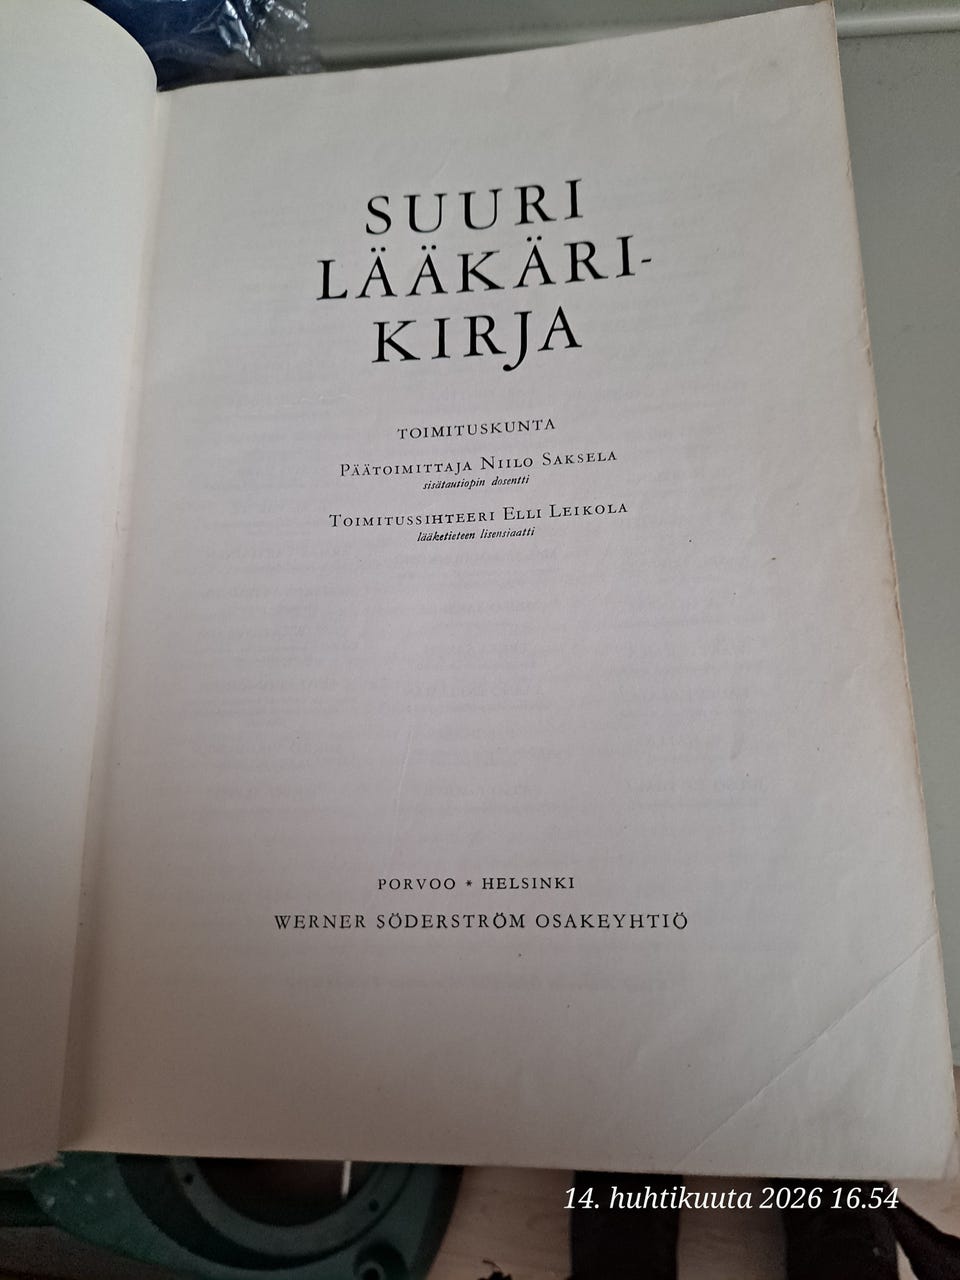 SUURI
LÄÄKÄRI-
KIRJA
TOIMITUSKUNTA
PÄÄTOIMITTAJA NIILO SAKSELA
sisätautiopin dosentti
TOIMITUSSIHTEERI ELLI LEIKOLA
lääketieteen lisensiaatti
PORVOO * HELSINKI
WERNER SÖDERSTRÖM OSAKEYHTIÖ
14. huhtikuuta 2026 16.54